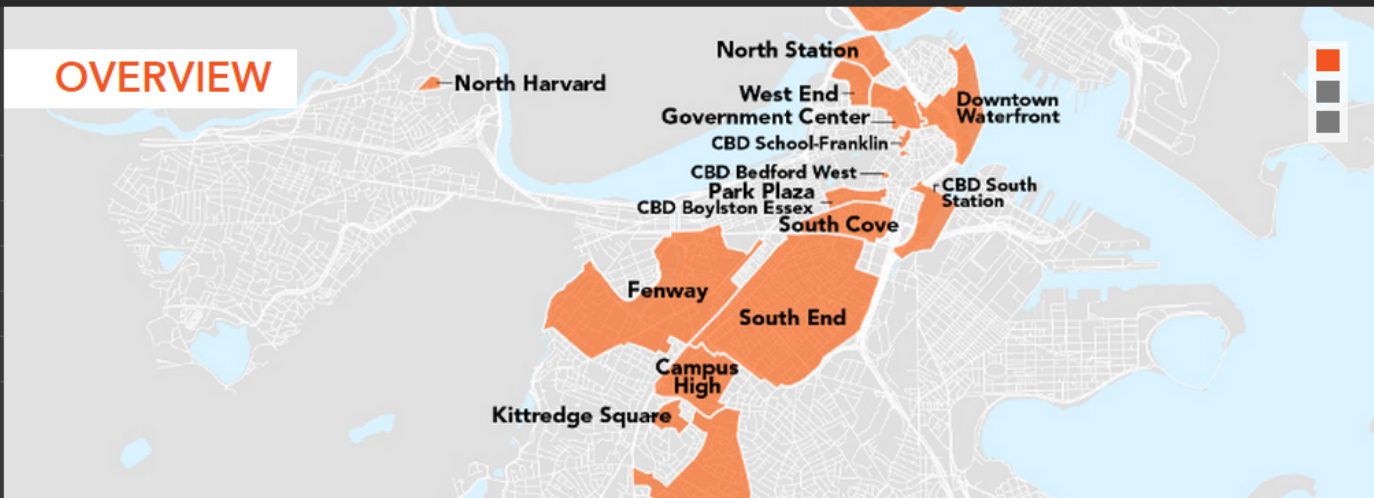 OVERVIEW
North Harvard
North Station
West End
Government Center
Downtown
Waterfront
CBD School-Franklin
CBD Bedford West
Park Plaza
CBD Boylston Essex
CBD South
Station
South Cove
Fenway
South End
Campus
High
Kittredge Square